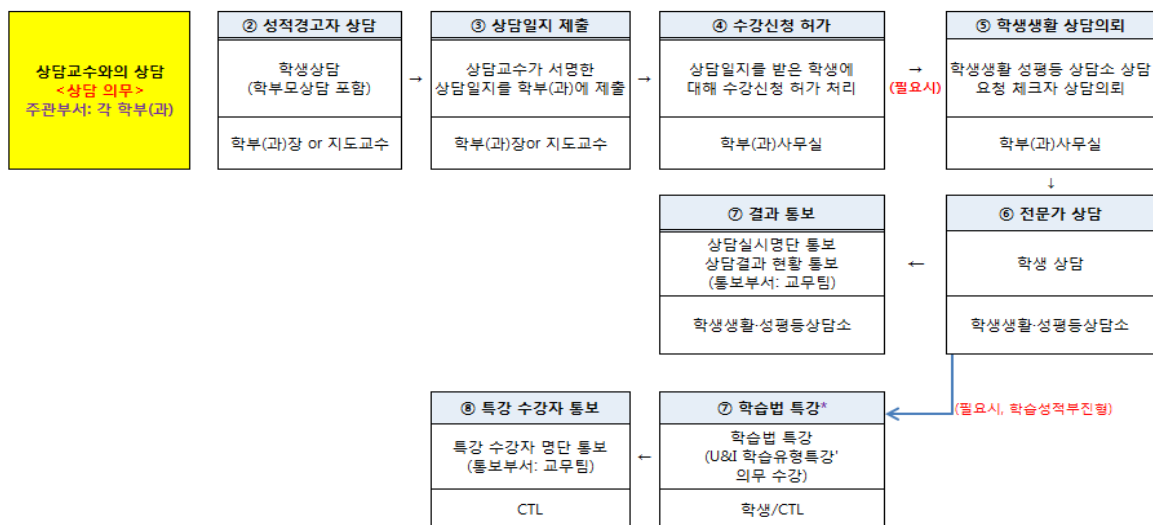 상담교수와의 상담
<상담 의무>
주관부서: 각 학부(과)
② 성적경고자 상담
학생상담
(학부모상담 포함)
학부(과)장 or 지도교수
→
③ 상담일지 제출
상담교수가 서명한
상담일지를 학부(과)에 제출
학부(과)장or 지도교수
→
④ 수강신청 허가
상담일지를 받은 학생에
대해 수강신청 허가 처리
학부(과)사무실
→
(필요시)
⑤ 학생생활 상담의뢰
학생생활 성평등 상담소 상담
요청 체크자 상담의뢰
학부(과)사무실
↓
⑥ 전문가 상담
학생 상담
학생생활·성평등상담소
←
⑦ 결과 통보
상담실시명단 통보
상담결과 현황 통보
(통보부서: 교무팀)
학생생활·성평등상담소
(필요시, 학습성적부진형)
⑦ 학습법 특강*
학습법 특강
(U&I 학습유형특강'
의무 수강)
학생/CTL
←
⑧ 특강 수강자 통보
특강 수강자 명단 통보
(통보부서: 교무팀)
CTL